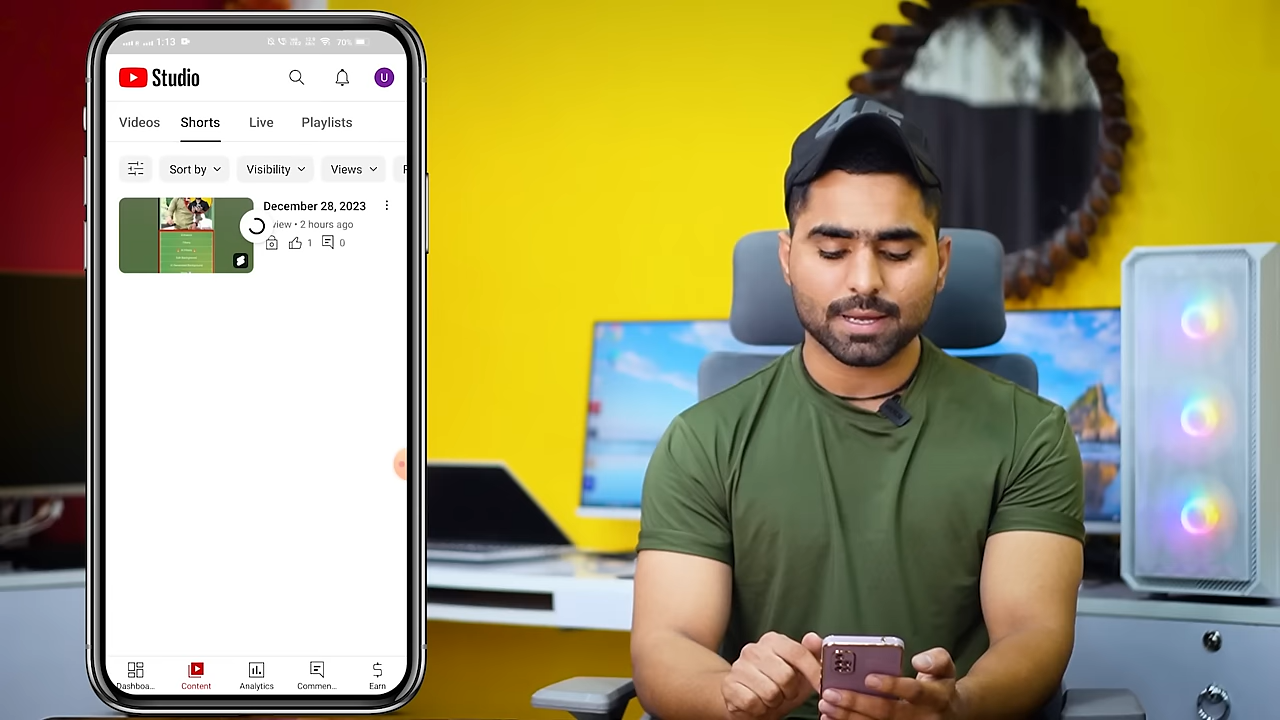 1:13 70%
Studio
U
Videos Shorts Live Playlists
Sort by Visibility Views
December 28, 2023
view • 2 hours ago
1 0
Dashboa... Content Analytics Commen... Earn